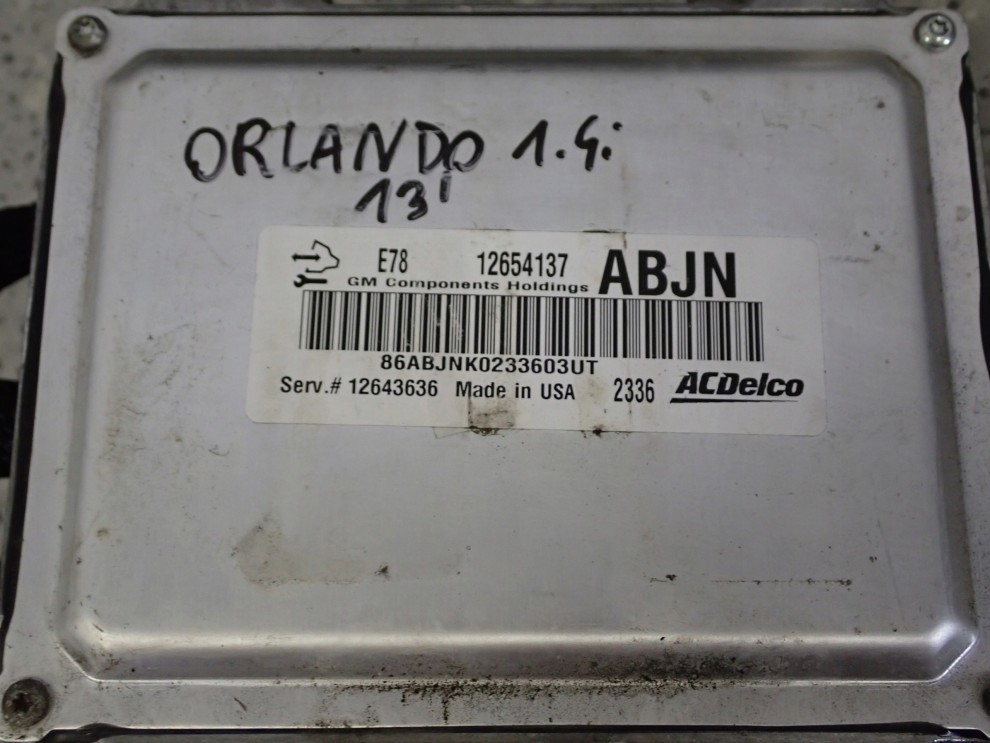 ORLANDO 1.4i
13'
E78 12654137 ABJN
GM Components Holdings
86ABJNK0233603UT
Serv.# 12643636 Made in USA 2336 ACDelco